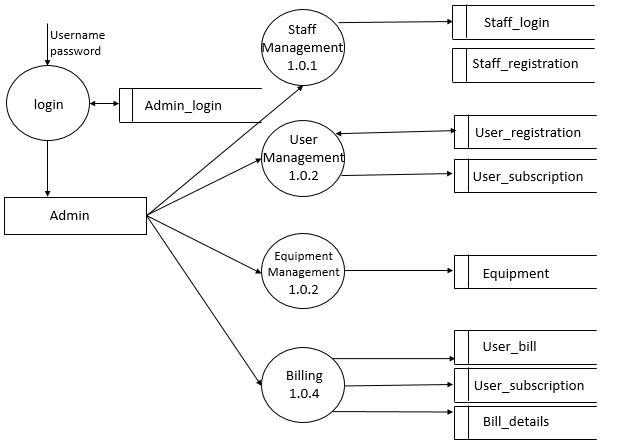 Username
password
login
Admin_login
Admin
Staff
Management
1.0.1
Staff_login
Staff_registration
User
Management
1.0.2
User_registration
User_subscription
Equipment
Management
1.0.2
Equipment
Billing
1.0.4
User_bill
User_subscription
Bill_details